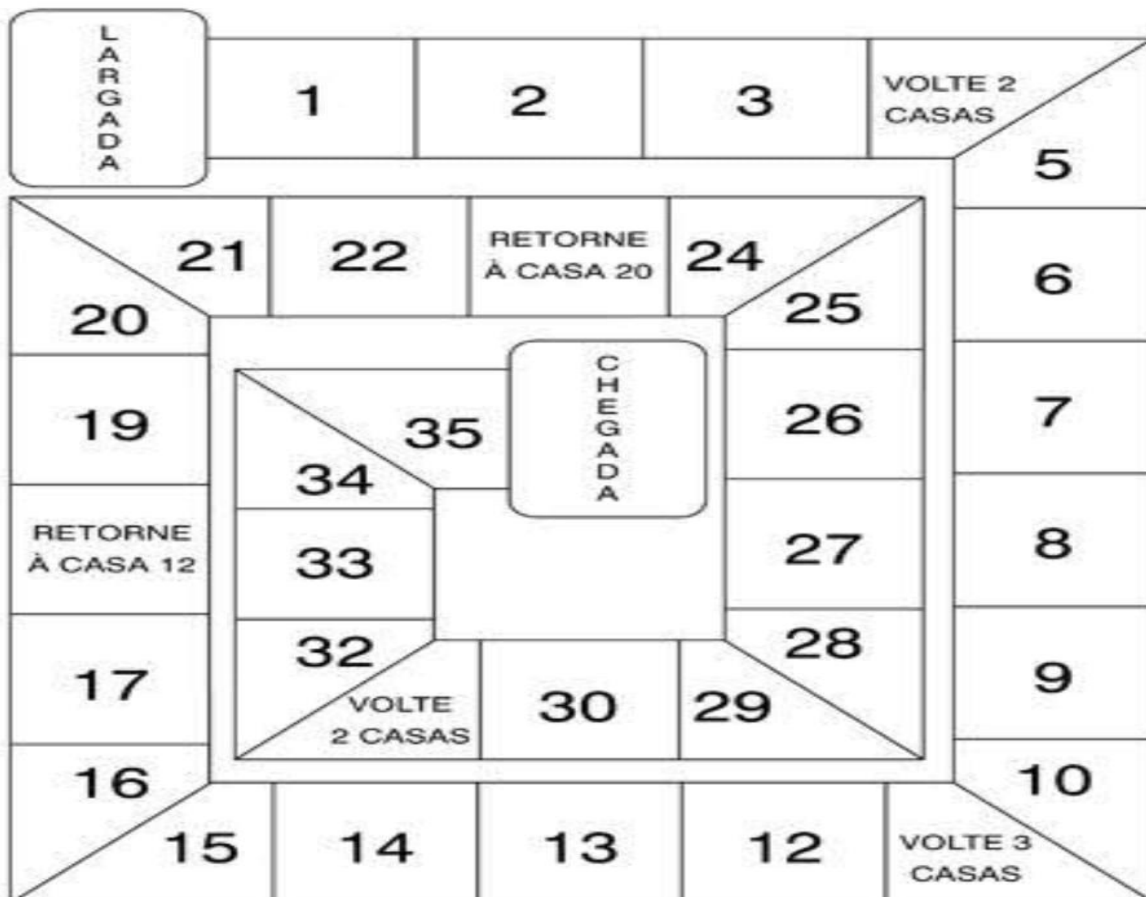 LARGADA
1
2
3
VOLTE 2
CASAS
5
6
7
8
9
10
VOLTE 3
CASAS
12
13
14
15
16
17
RETORNE
À CASA 12
19
20
21
22
RETORNE
À CASA 20
24
25
26
27
28
29
30
VOLTE
2 CASAS
32
33
34
35
CHEGADA